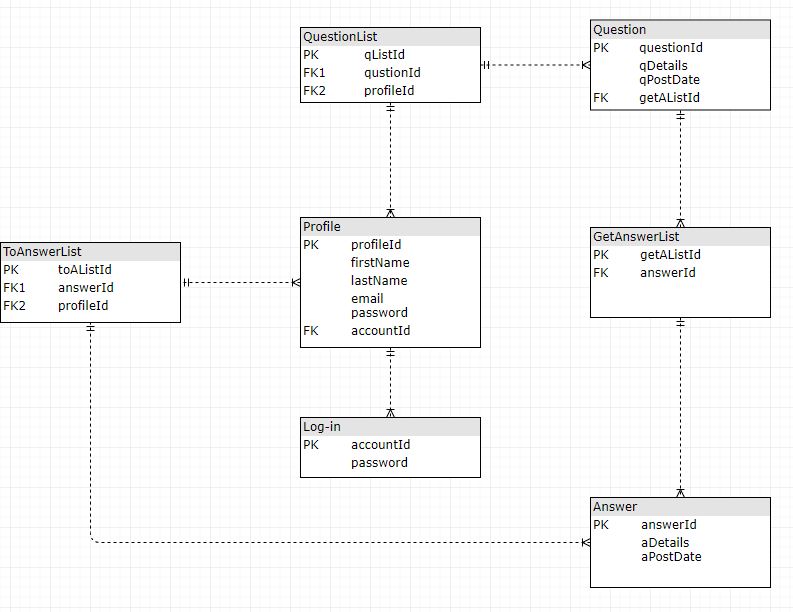 QuestionList
PK qListId
FK1 qustionId
FK2 profileId
Question
PK questionId
qDetails
qPostDate
FK getAListId
Profile
PK profileId
firstName
lastName
email
password
FK accountId
ToAnswerList
PK toAListId
FK1 answerId
FK2 profileId
GetAnswerList
PK getAListId
FK answerId
Log-in
PK accountId
password
Answer
PK answerId
aDetails
aPostDate